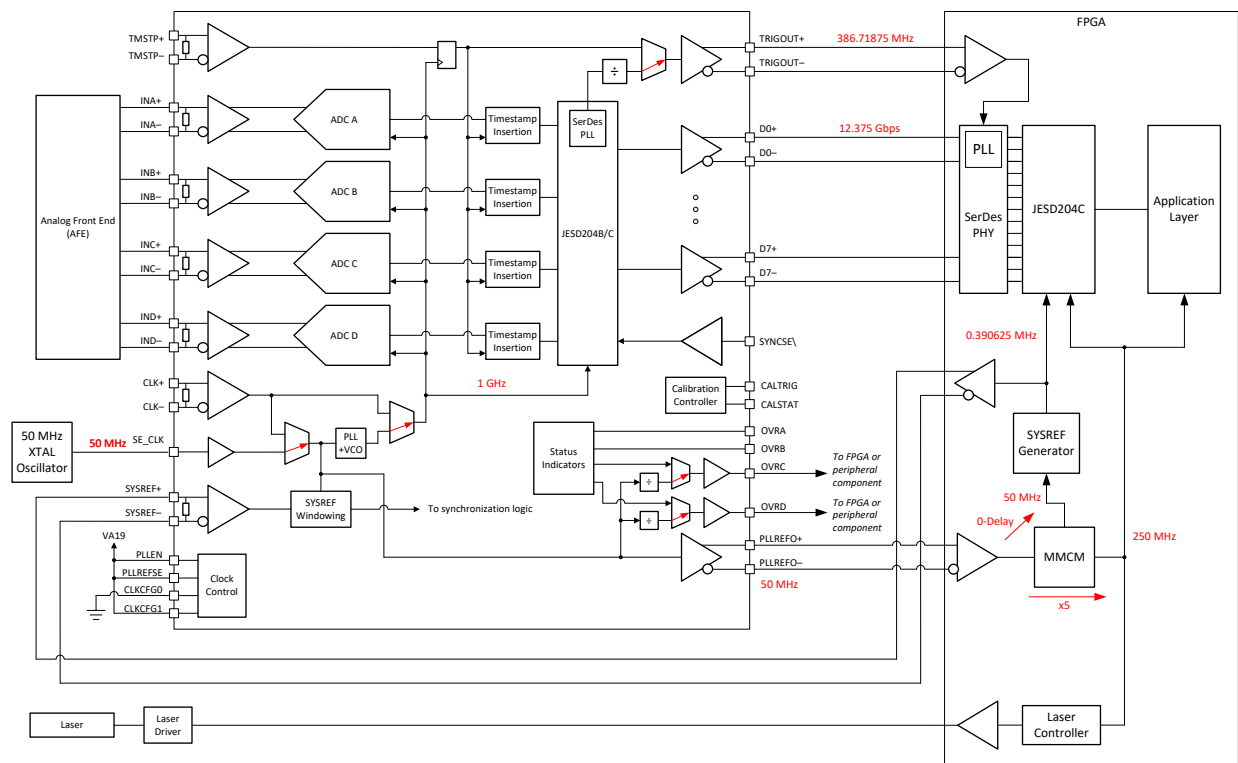 FPGA
TMSTP+
TMSTP–
TRIGOUT+
386.71875 MHz
TRIGOUT–
÷
Analog Front End
(AFE)
INA+
INA–
ADC A
Timestamp
Insertion
SerDes
PLL
D0+
12.375 Gbps
D0–
PLL
INB+
INB–
ADC B
Timestamp
Insertion
JESD204B/C
SerDes
PHY
JESD204C
Application
Layer
INC+
INC–
ADC C
Timestamp
Insertion
D7+
D7–
IND+
IND–
ADC D
Timestamp
Insertion
SYNCSE\
0.390625 MHz
CLK+
CLK–
1 GHz
Calibration
Controller
CALTRIG
CALSTAT
50 MHz
XTAL
Oscillator
50 MHz
SE_CLK
PLL
+VCO
Status
Indicators
OVRA
OVRB
OVRC
To FPGA or
peripheral
component
÷
SYSREF
Generator
SYSREF+
SYSREF–
SYSREF
Windowing
To synchronization logic
÷
OVRD
To FPGA or
peripheral
component
50 MHz
0-Delay
VA19
PLLEN
PLLREFSE
CLKCFG0
CLKCFG1
Clock
Control
PLLREFO+
PLLREFO–
50 MHz
MMCM
x5
250 MHz
Laser
Laser
Driver
Laser
Controller